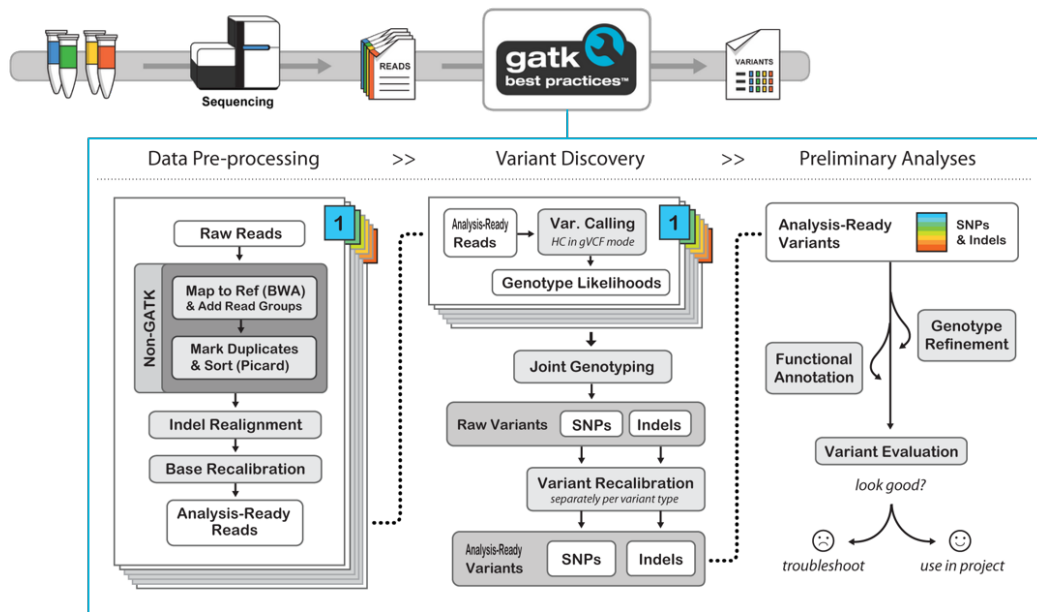 Sequencing
READS
gatk
best practices™
VARIANTS
Data Pre-processing >> Variant Discovery >> Preliminary Analyses
1
Raw Reads
Non-GATK
Map to Ref (BWA)
& Add Read Groups
Mark Duplicates
& Sort (Picard)
Indel Realignment
Base Recalibration
Analysis-Ready
Reads
1
Analysis-Ready
Reads
Var. Calling
HC in gVCF mode
Genotype Likelihoods
Joint Genotyping
Raw Variants SNPs Indels
Variant Recalibration
separately per variant type
Analysis-Ready
Variants
SNPs Indels
Analysis-Ready
Variants
SNPs
& Indels
Genotype
Refinement
Functional
Annotation
Variant Evaluation
look good?
troubleshoot use in project